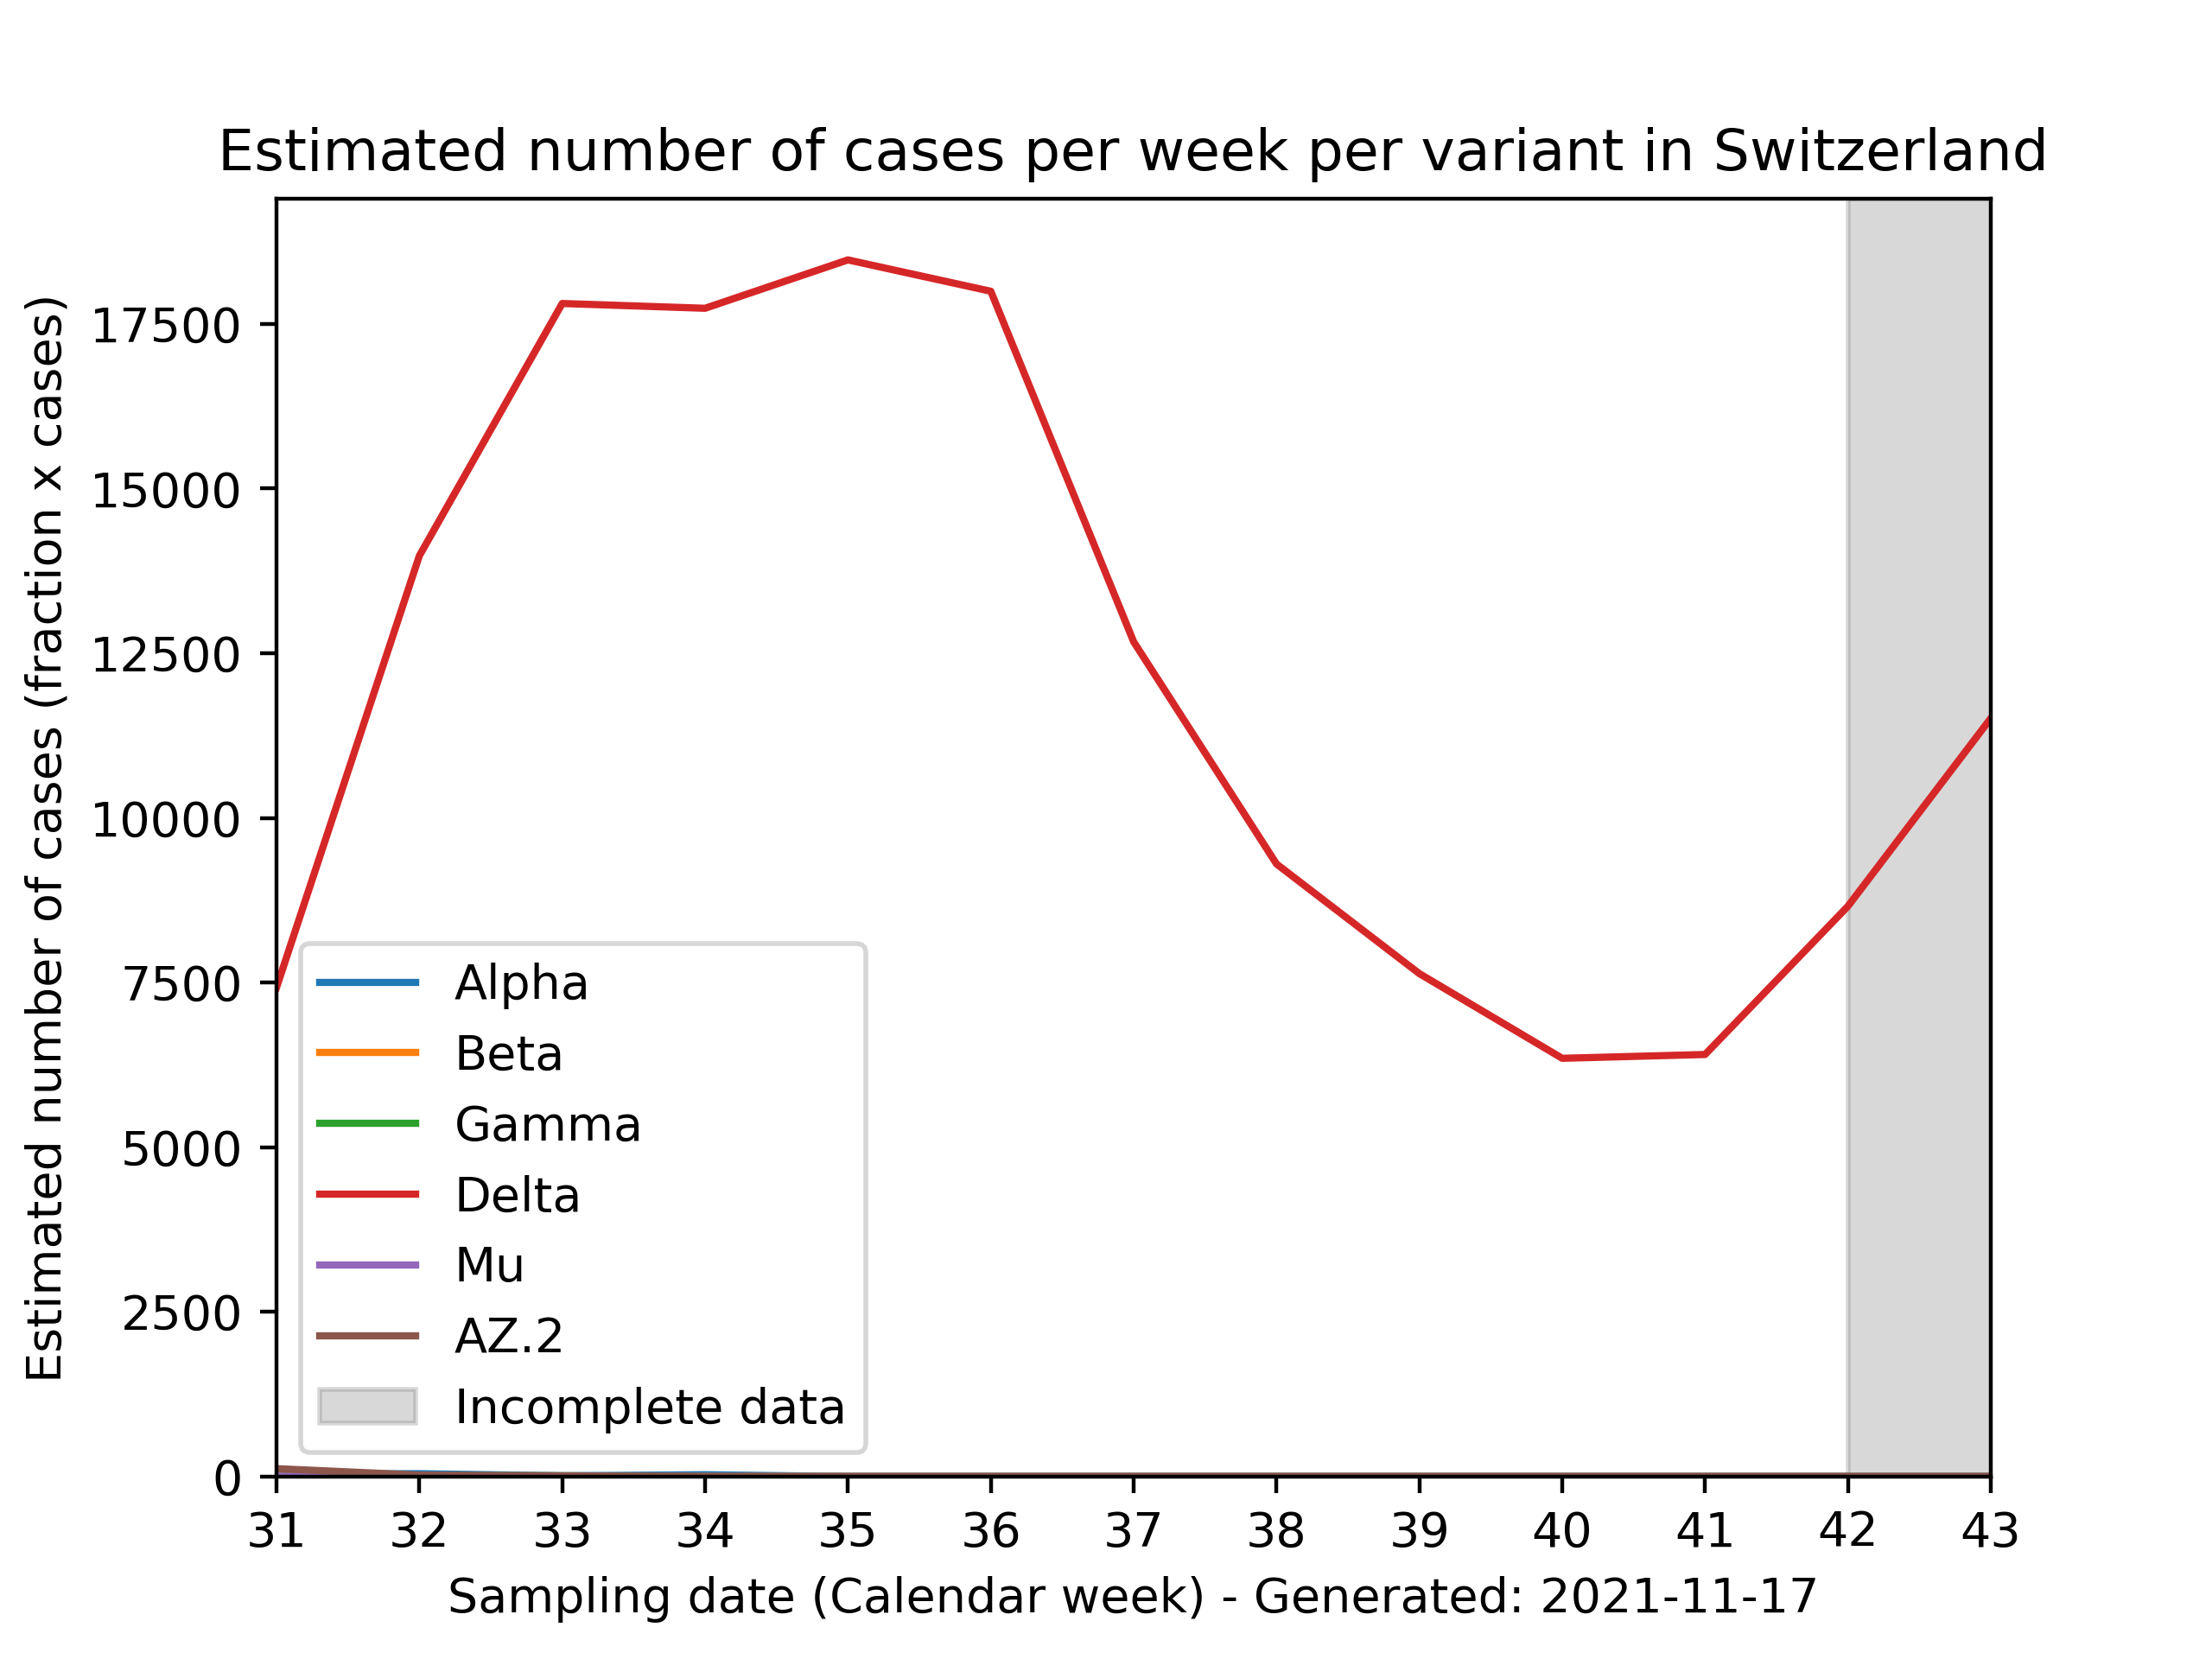 Estimated number of cases per week per variant in Switzerland
Estimated number of cases (fraction x cases)
17500
15000
12500
10000
7500
5000
2500
0
Alpha
Beta
Gamma
Delta
Mu
AZ.2
Incomplete data
31 32 33 34 35 36 37 38 39 40 41 42 43
Sampling date (Calendar week) - Generated: 2021-11-17